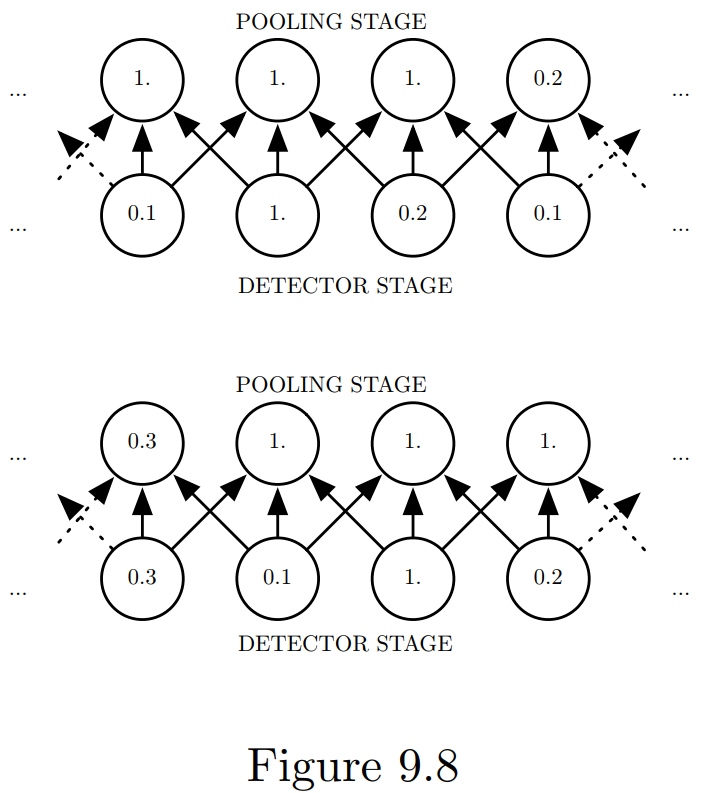 POOLING STAGE
... 1. 1. 1. 0.2 ...
... 0.1 1. 0.2 0.1 ...
DETECTOR STAGE
POOLING STAGE
... 0.3 1. 1. 1. ...
... 0.3 0.1 1. 0.2 ...
DETECTOR STAGE
Figure 9.8